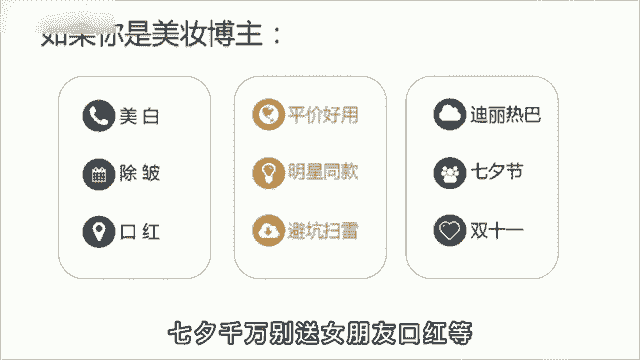 如果你是美妆博主：
美白
除皱
口红
平价好用
明星同款
避坑扫雷
迪丽热巴
七夕节
双十一
七夕千万别送女朋友口红等